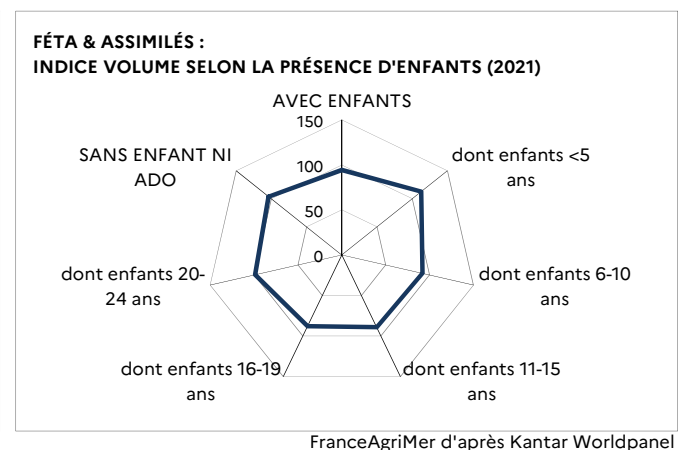 FÉTA & ASSIMILÉS :
INDICE VOLUME SELON LA PRÉSENCE D'ENFANTS (2021)
AVEC ENFANTS
150
100
50
0
dont enfants <5
ans
dont enfants 6-10
ans
dont enfants 11-15
ans
dont enfants 16-19
ans
dont enfants 20-
24 ans
SANS ENFANT NI
ADO
FranceAgriMer d'après Kantar Worldpanel